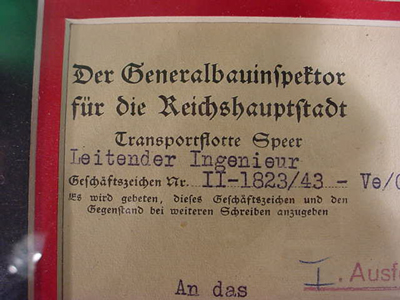 Der Generalbauinspektor
für die Reichshauptstadt
Transportflotte Speer
Leitender Ingenieur
Geschäftszeichen Nr. II-1823/43 - Ve/
Es wird gebeten, dieses Geschäftszeichen und den
Gegenstand bei weiteren Schreiben anzugeben
I. Ausf
An das